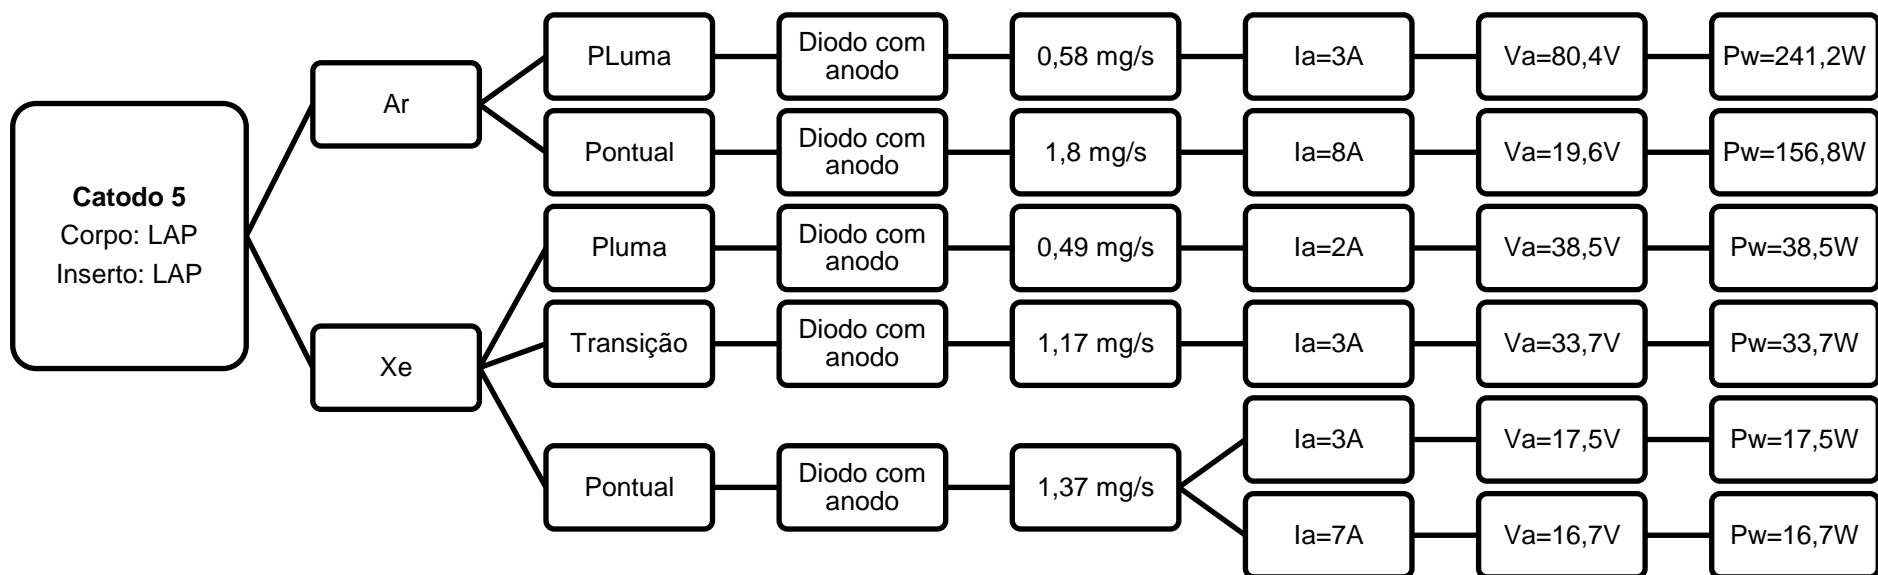 Catodo 5
Corpo: LAP
Inserto: LAP
Ar
PLuma
Diodo com
anodo
0,58 mg/s
Ia=3A
Va=80,4V
Pw=241,2W
Pontual
Diodo com
anodo
1,8 mg/s
Ia=8A
Va=19,6V
Pw=156,8W
Xe
Pluma
Diodo com
anodo
0,49 mg/s
Ia=2A
Va=38,5V
Pw=38,5W
Transição
Diodo com
anodo
1,17 mg/s
Ia=3A
Va=33,7V
Pw=33,7W
Pontual
Diodo com
anodo
1,37 mg/s
Ia=3A
Va=17,5V
Pw=17,5W
Ia=7A
Va=16,7V
Pw=16,7W